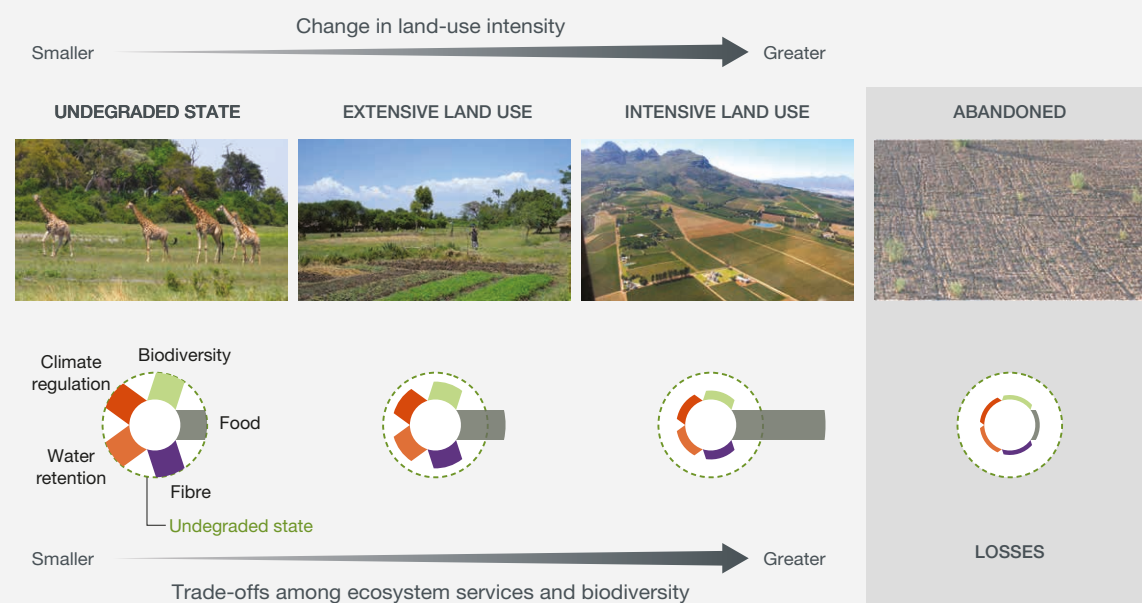 Change in land-use intensity
Smaller
Greater
UNDEGRADED STATE
EXTENSIVE LAND USE
INTENSIVE LAND USE
ABANDONED
Climate
regulation
Biodiversity
Food
Water
retention
Fibre
Undegraded state
Smaller
Greater
LOSSES
Trade-offs among ecosystem services and biodiversity